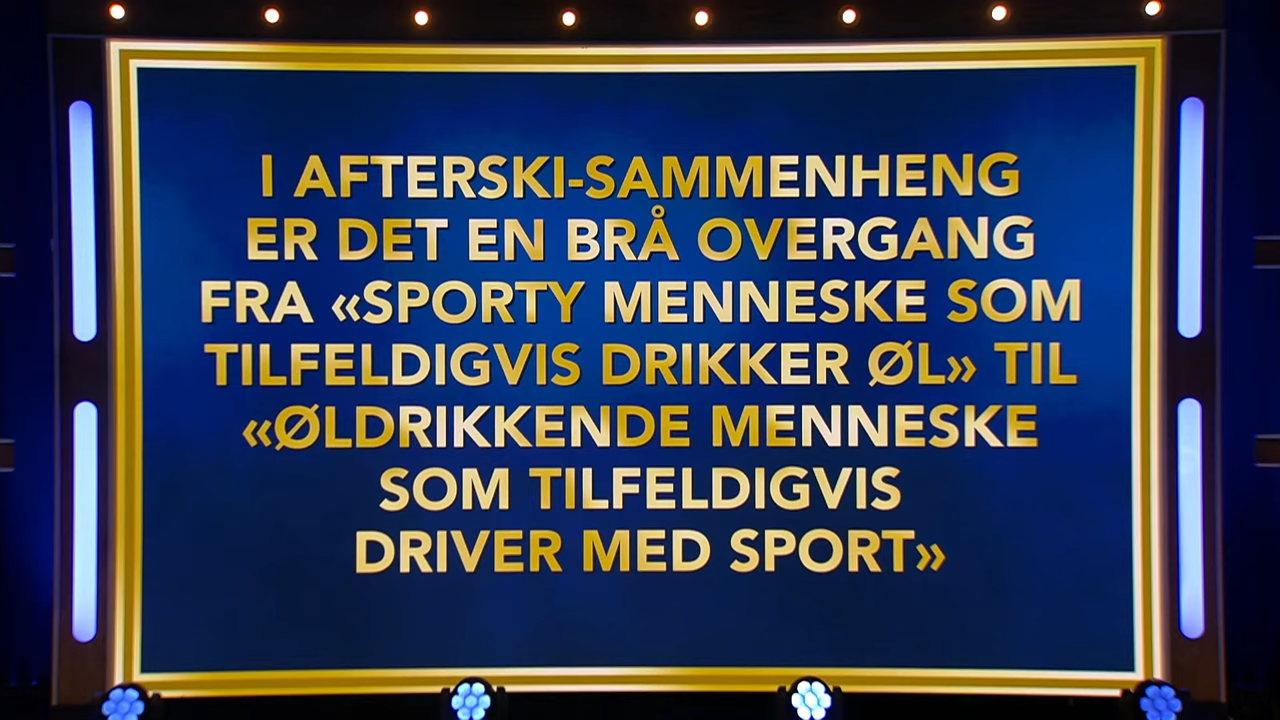 I AFTERSKI-SAMMENHENG
ER DET EN BRÅ OVERGANG
FRA «SPORTY MENNESKE SOM
TILFELDIGVIS DRIKKER ØL» TIL
«ØLDRIKKENDE MENNESKE
SOM TILFELDIGVIS
DRIVER MED SPORT»